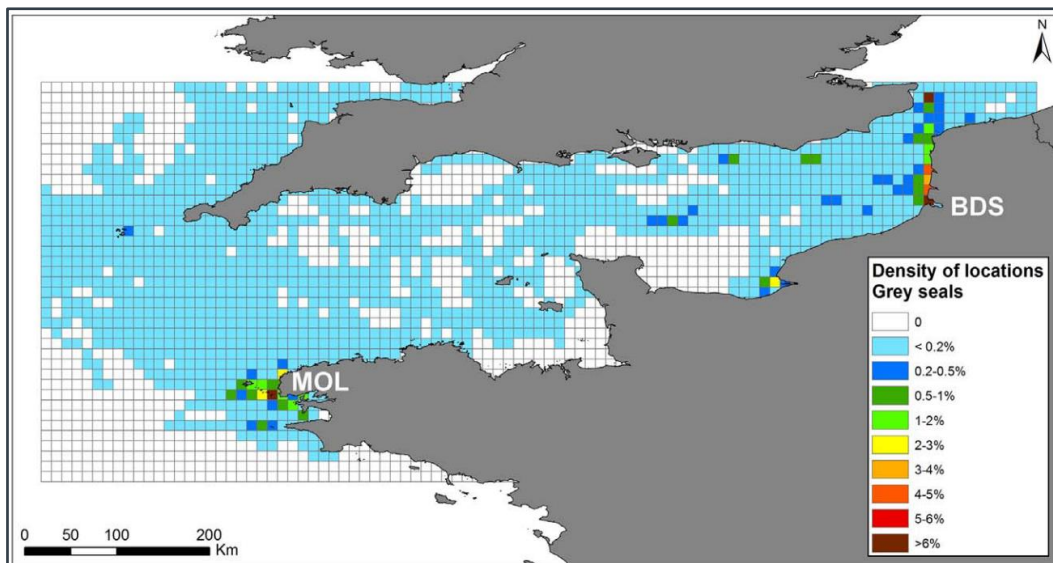 N
BDS
MOL
Density of locations
Grey seals
0
< 0.2%
0.2-0.5%
0.5-1%
1-2%
2-3%
3-4%
4-5%
5-6%
>6%
0 50 100 200
Km